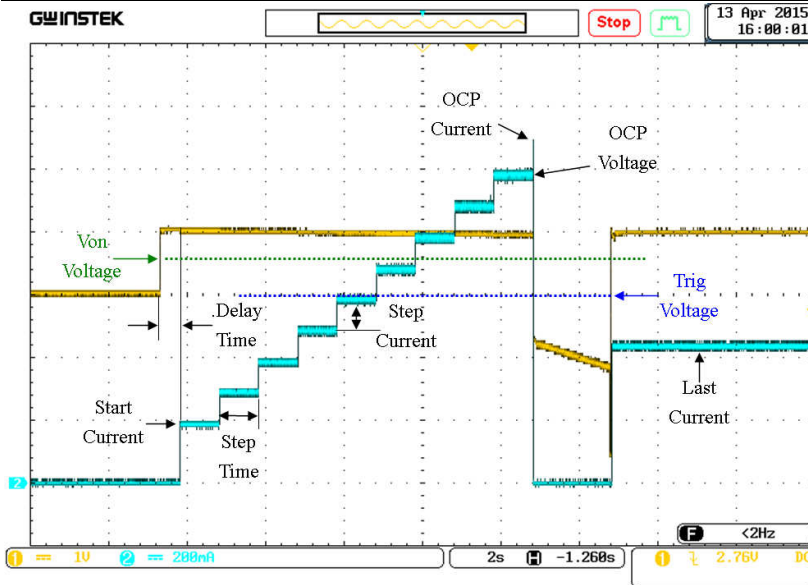 GWINSTEK
Stop
13 Apr 2015
16:00:01
OCP
Current
OCP
Voltage
Von
Voltage
Delay
Time
Step
Current
Trig
Voltage
Start
Current
Step
Time
Last
Current
2
F <2Hz
1 1V 2 200mA
2s H -1.260s
1 2.76V DC